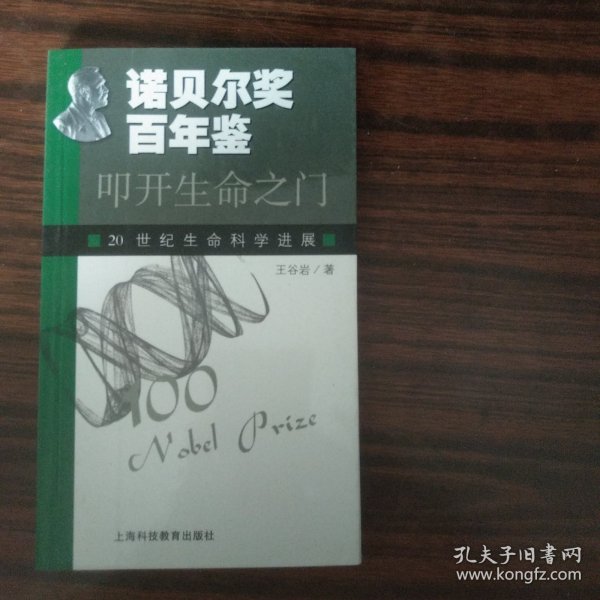 诺贝尔奖
百年鉴
叩开生命之门
20 世纪生命科学进展
王谷岩/著
100
Nobel Prize
上海科技教育出版社
孔夫子旧书网
www.kongfz.com